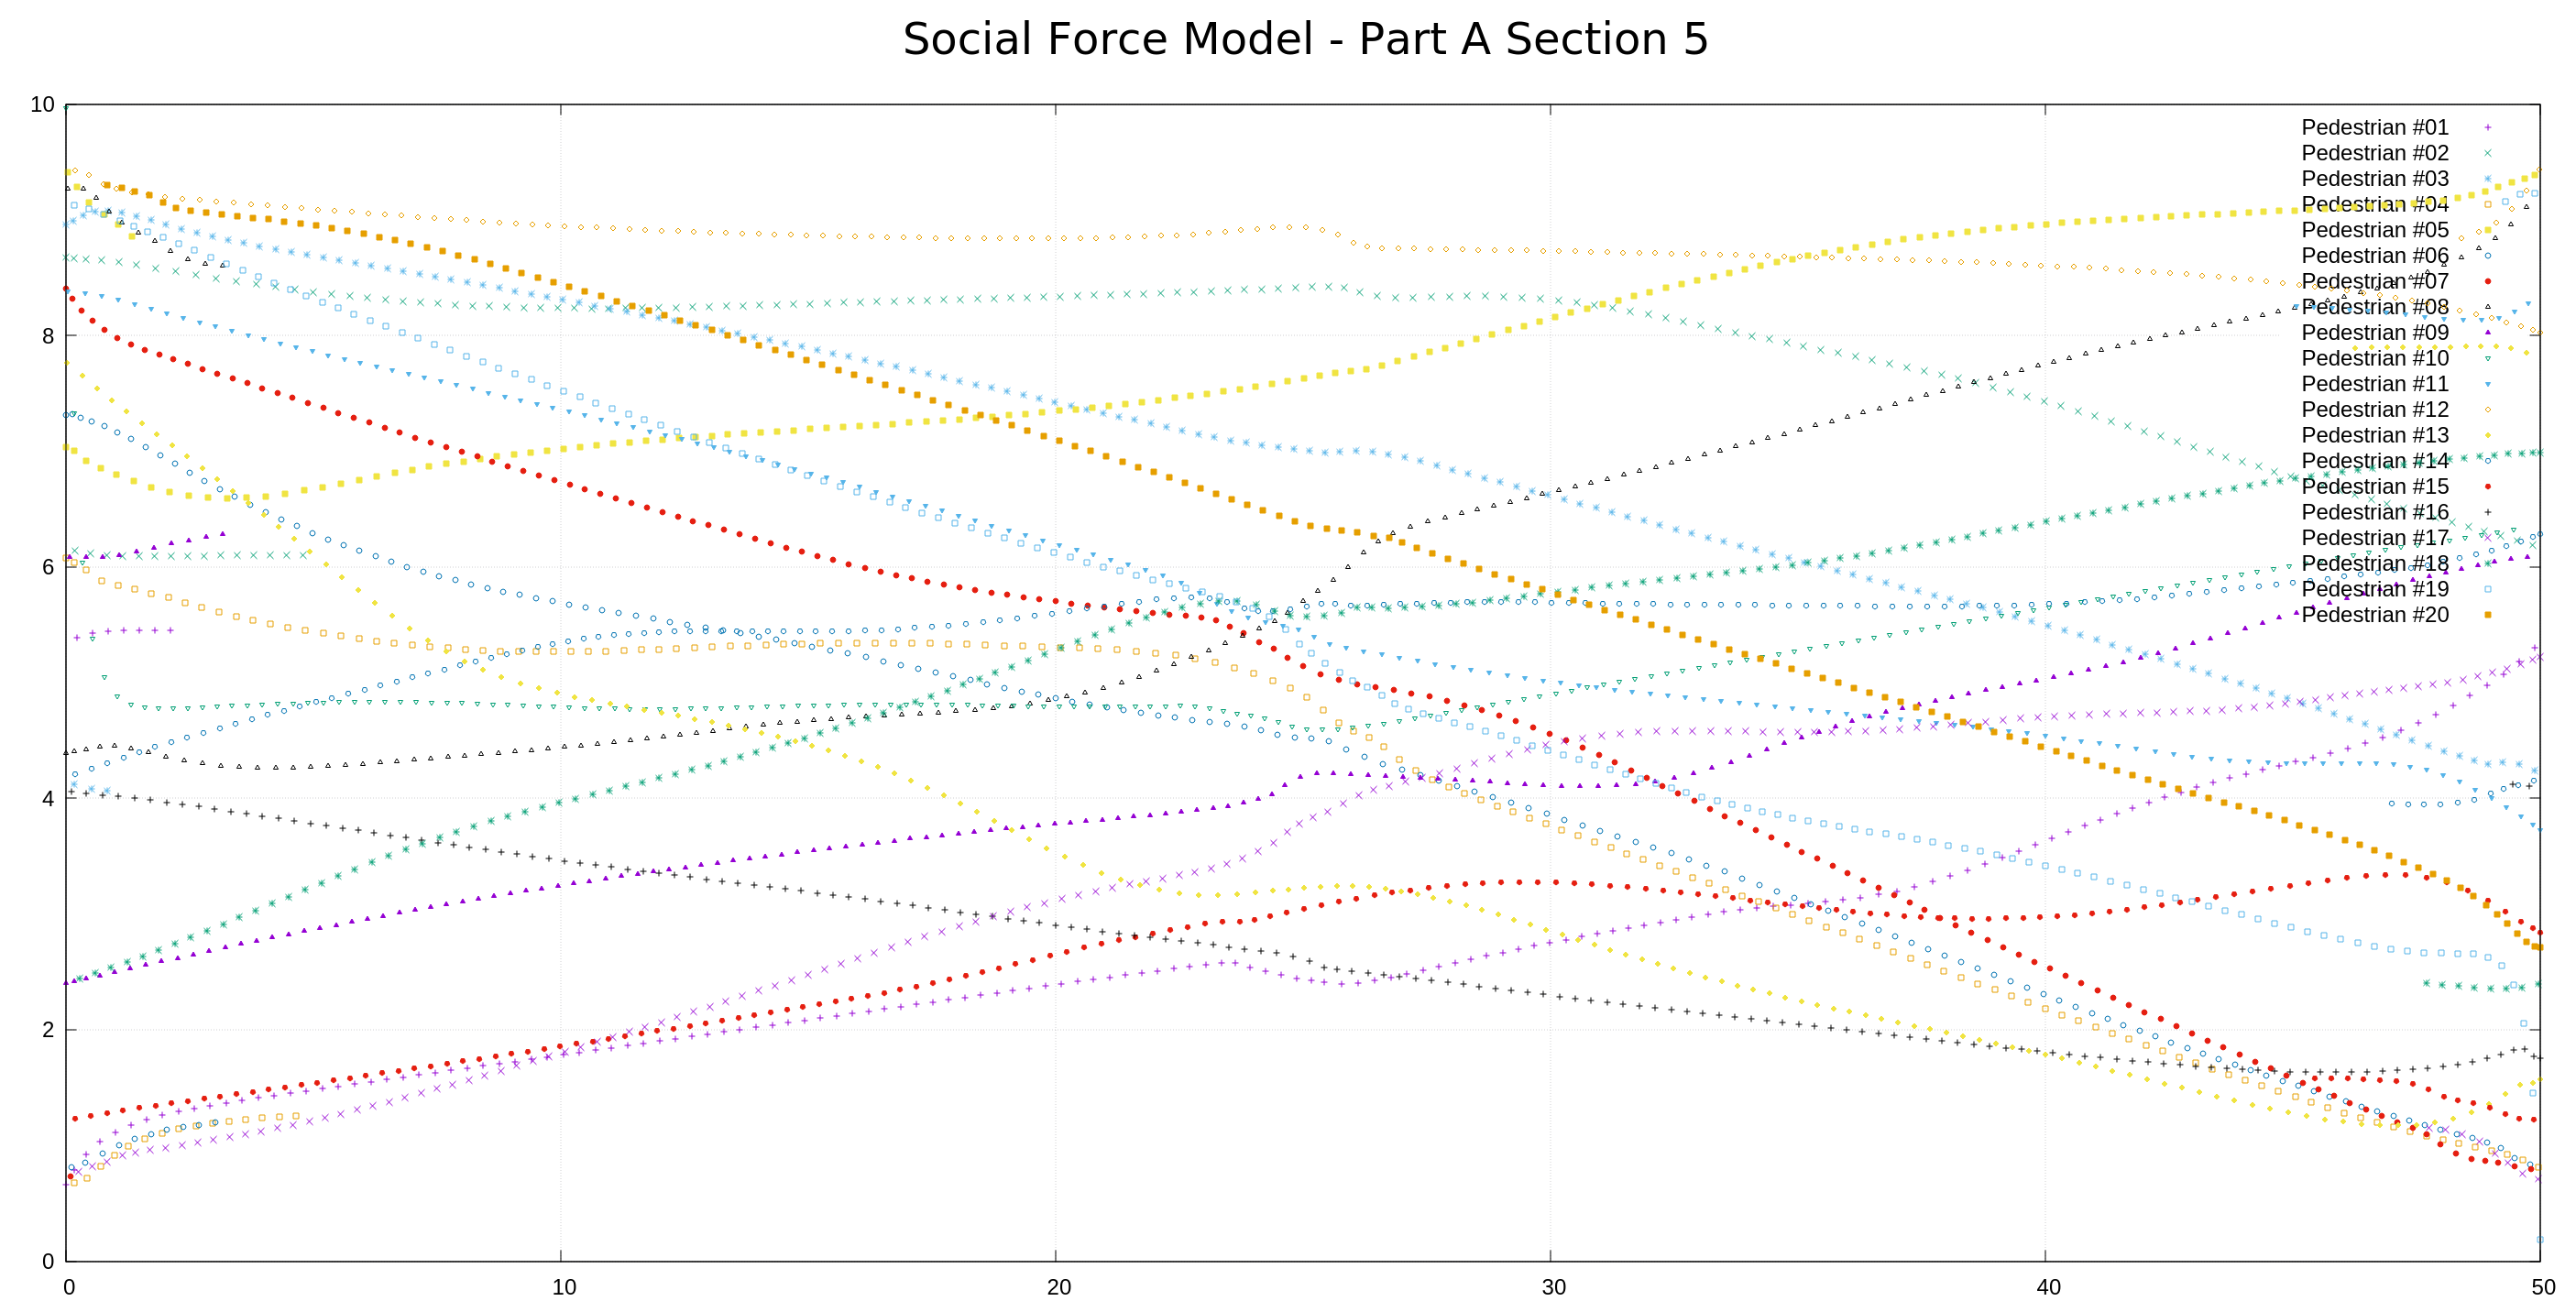 Social Force Model - Part A Section 5
10
8
6
4
2
0
0 10 20 30 40 50
Pedestrian #01
Pedestrian #02
Pedestrian #03
Pedestrian #04
Pedestrian #05
Pedestrian #06
Pedestrian #07
Pedestrian #08
Pedestrian #09
Pedestrian #10
Pedestrian #11
Pedestrian #12
Pedestrian #13
Pedestrian #14
Pedestrian #15
Pedestrian #16
Pedestrian #17
Pedestrian #18
Pedestrian #19
Pedestrian #20